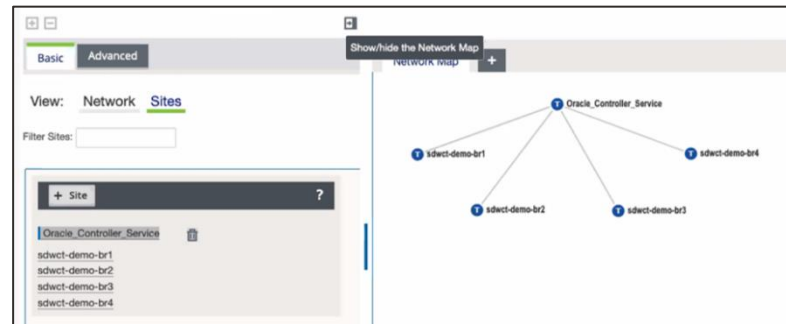 Show/hide the Network Map
Basic
Advanced
Network Map
+
View:
Network
Sites
Filter Sites:
+ Site
?
Oracle_Controller_Service
sdwct-demo-br1
sdwct-demo-br2
sdwct-demo-br3
sdwct-demo-br4
T Oracle_Controller_Service
T sdwct-demo-br1
T sdwct-demo-br4
T sdwct-demo-br2
T sdwct-demo-br3